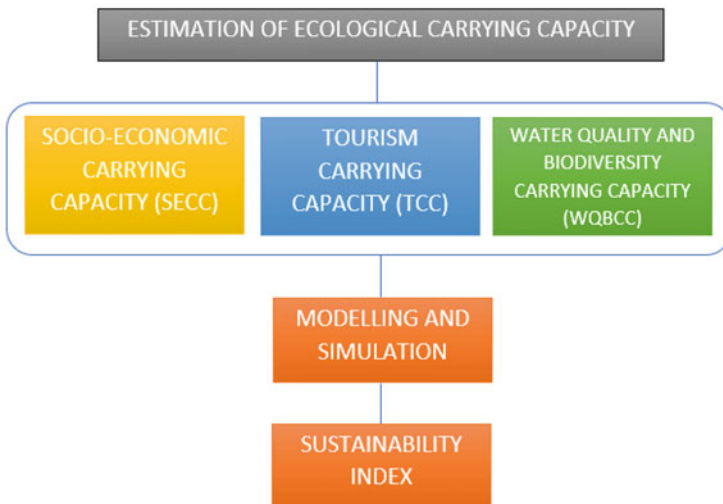 ESTIMATION OF ECOLOGICAL CARRYING CAPACITY
SOCIO-ECONOMIC
CARRYING
CAPACITY (SECC)
TOURISM
CARRYING
CAPACITY (TCC)
WATER QUALITY AND
BIODIVERSITY
CARRYING CAPACITY
(WQBCC)
MODELLING AND
SIMULATION
SUSTAINABILITY
INDEX